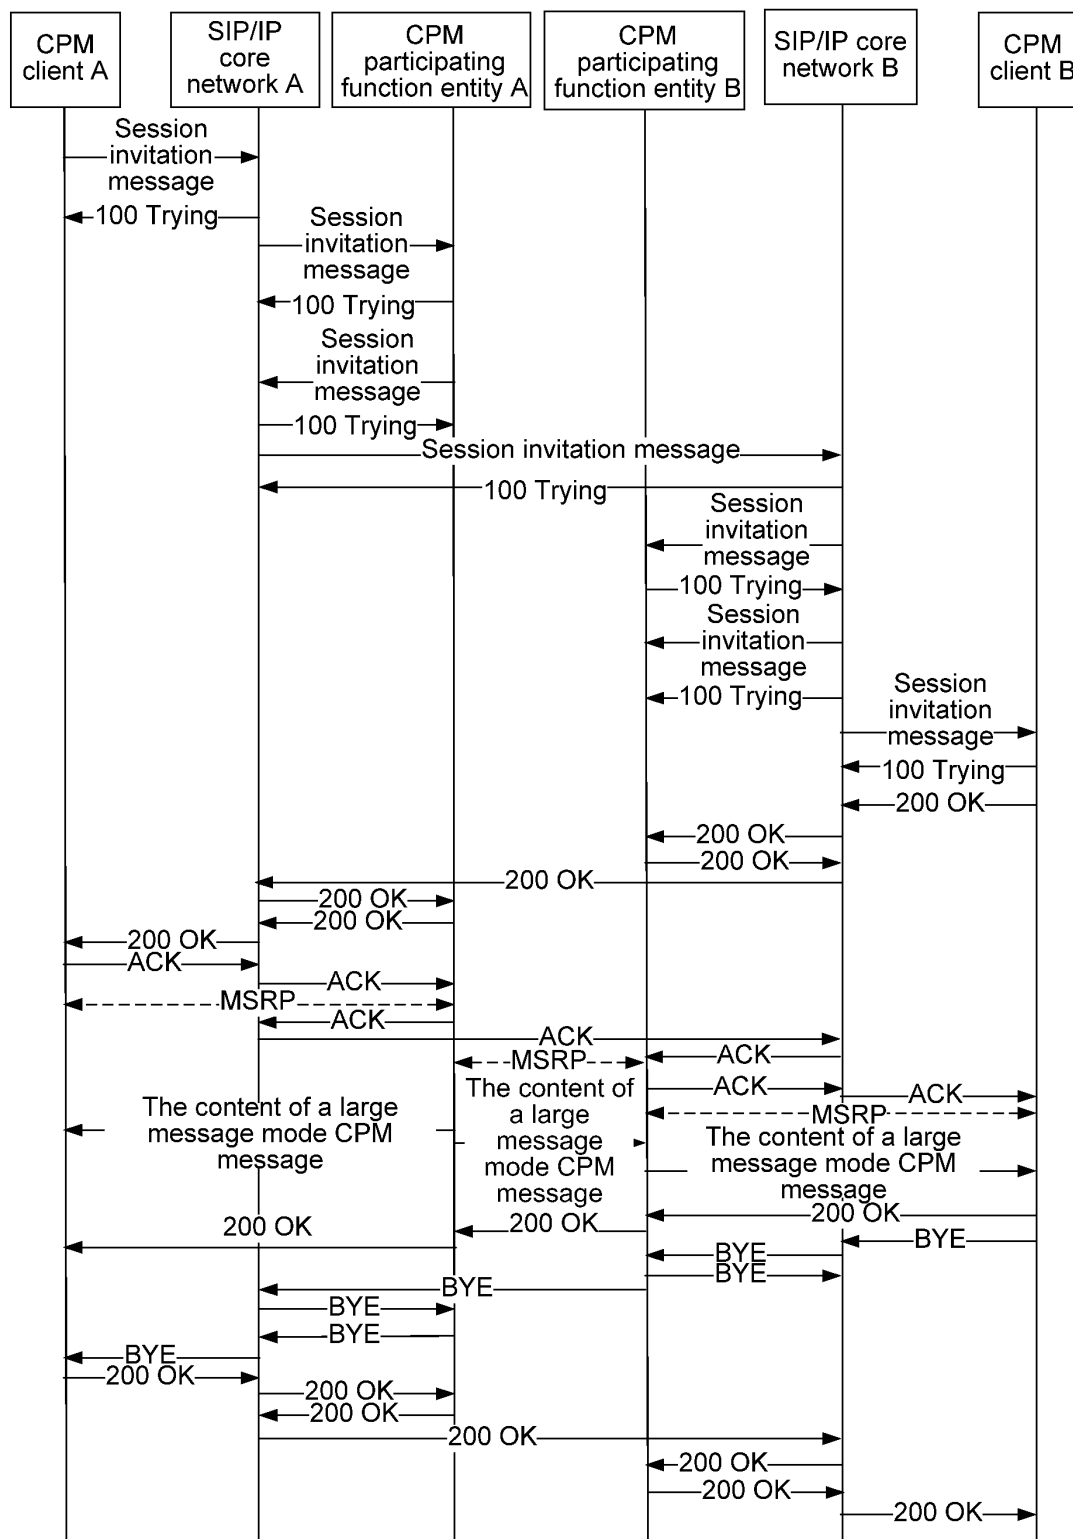 CPM
client A
SIP/IP
core
network A
CPM
participating
function entity A
CPM
participating
function entity B
SIP/IP core
network B
CPM
client B
Session
invitation
message
100 Trying
Session
invitation
message
100 Trying
Session
invitation
message
100 Trying
Session invitation message
100 Trying
Session
invitation
message
100 Trying
Session
invitation
message
100 Trying
Session
invitation
message
100 Trying
200 OK
200 OK
200 OK
200 OK
200 OK
200 OK
200 OK
ACK
ACK
MSRP
ACK
ACK
ACK
MSRP
ACK
ACK
MSRP
The content of a large
message mode CPM
message
The content of
a large
message
mode CPM
message
The content of a large
message mode CPM
message
200 OK
200 OK
200 OK
BYE
BYE
BYE
BYE
BYE
BYE
BYE
200 OK
200 OK
200 OK
200 OK
200 OK
200 OK
200 OK